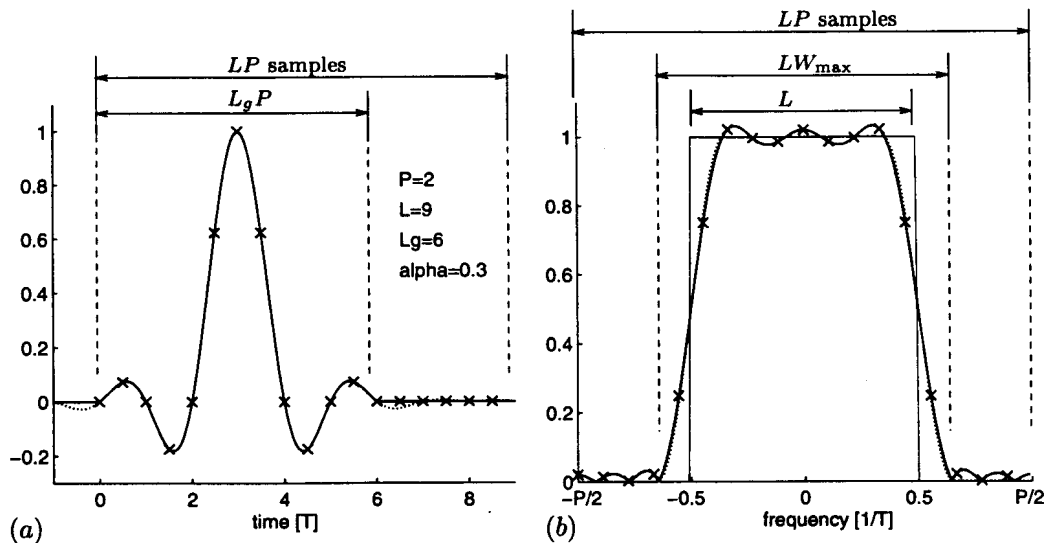 LP samples
L_g P
1
0.8
0.6
0.4
0.2
0
−0.2
P=2
L=9
Lg=6
alpha=0.3
0 2 4 6 8
time [T]
(a)
LP samples
LW_max
L
1
0.8
0.6
0.4
0.2
0
−P/2 −0.5 0 0.5 P/2
frequency [1/T]
(b)